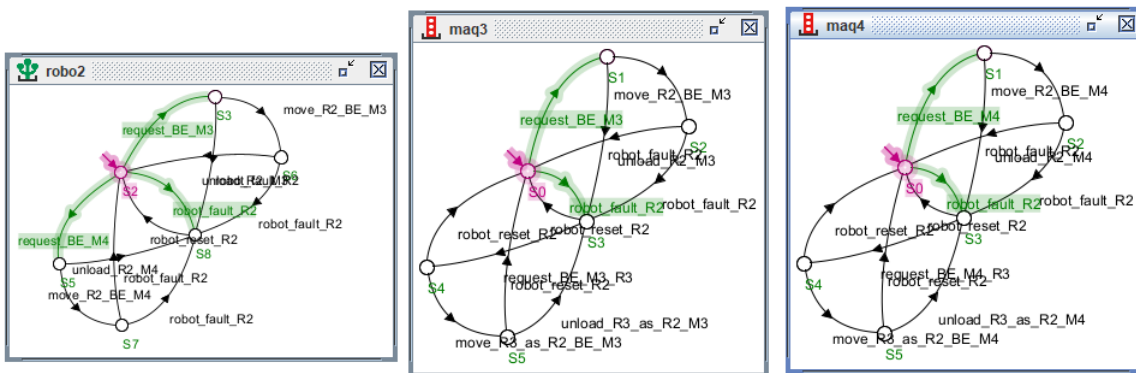 robo2
S3
move_R2_BE_M3
request_BE_M3
S6
S2
robot_fault_R2
robot_fault_R2
request_BE_M4
robot_reset_R2
S8
S5
unload_R2_M4
robot_fault_R2
move_R2_BE_M4
robot_fault_R2
S7
maq3
S1
move_R2_BE_M3
request_BE_M3
S2
robot_fault_R2
unload_R2_M3
S0
robot_fault_R2
robot_fault_R2
robot_reset_R2
robot_reset_R2
S3
S4
request_BE_M3_R3
robot_reset_R2
unload_R3_as_R2_M3
move_R3_as_R2_BE_M3
S5
maq4
S1
move_R2_BE_M4
request_BE_M4
S2
robot_fault_R2
unload_R2_M4
S0
robot_fault_R2
robot_fault_R2
robot_reset_R2
robot_reset_R2
S3
S4
request_BE_M4_R3
robot_reset_R2
unload_R3_as_R2_M4
move_R3_as_R2_BE_M4
S5